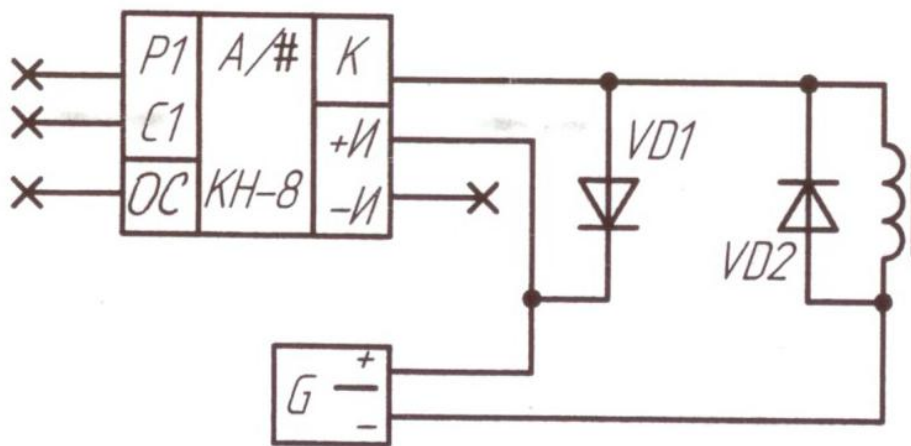 P1 A/# K
C1
+И
OC KH-8 -И
VD1
VD2
G + -